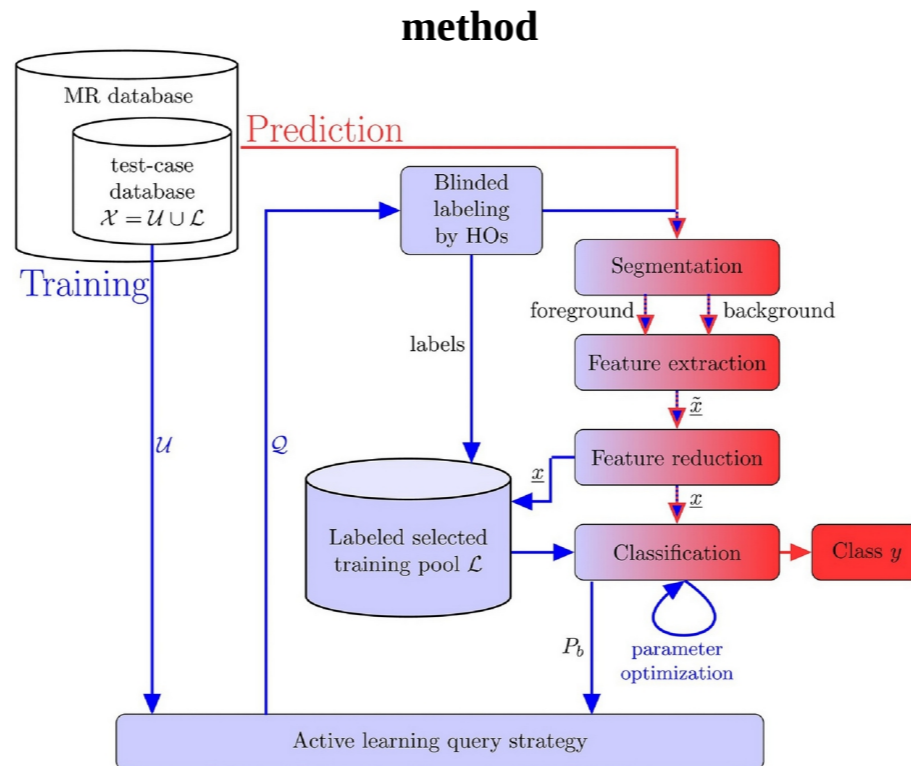 method
MR database
test-case
database
𝒳 = 𝒰 ∪ ℒ
Prediction
Training
Blinded
labeling
by HOs
Segmentation
foreground
background
labels
Feature extraction
x̲̃
𝒰
𝒬
Feature reduction
x̲
x̲
Labeled selected
training pool ℒ
Classification
Class y
P_b
parameter
optimization
Active learning query strategy